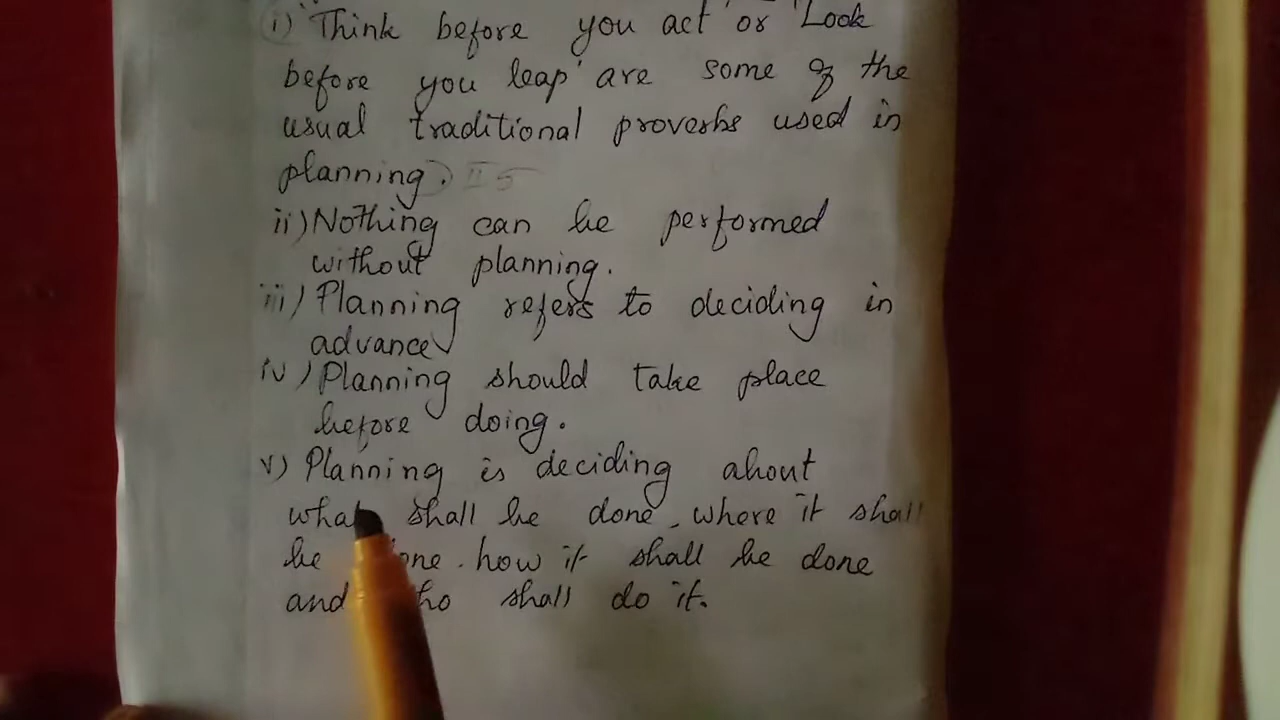 i) 'Think before you act' or 'Look
before you leap' are some of the
usual traditional proverbs used in
planning.) II 5
ii) Nothing can be performed
without planning.
iii) Planning refers to deciding in
advance
iv) Planning should take place
before doing.
v) Planning is deciding about
what shall be done, where it shall
be done. how it shall be done
and who shall do it.